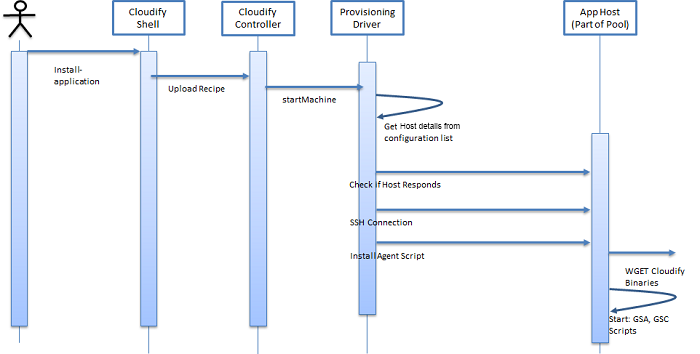 Cloudify
Shell
Cloudify
Controller
Provisioning
Driver
App Host
(Part of Pool)
Install-
application
Upload Recipe
startMachine
Get Host details from
configuration list
Check if Host Responds
SSH Connection
Install Agent Script
WGET Cloudify
Binaries
Start: GSA, GSC
Scripts